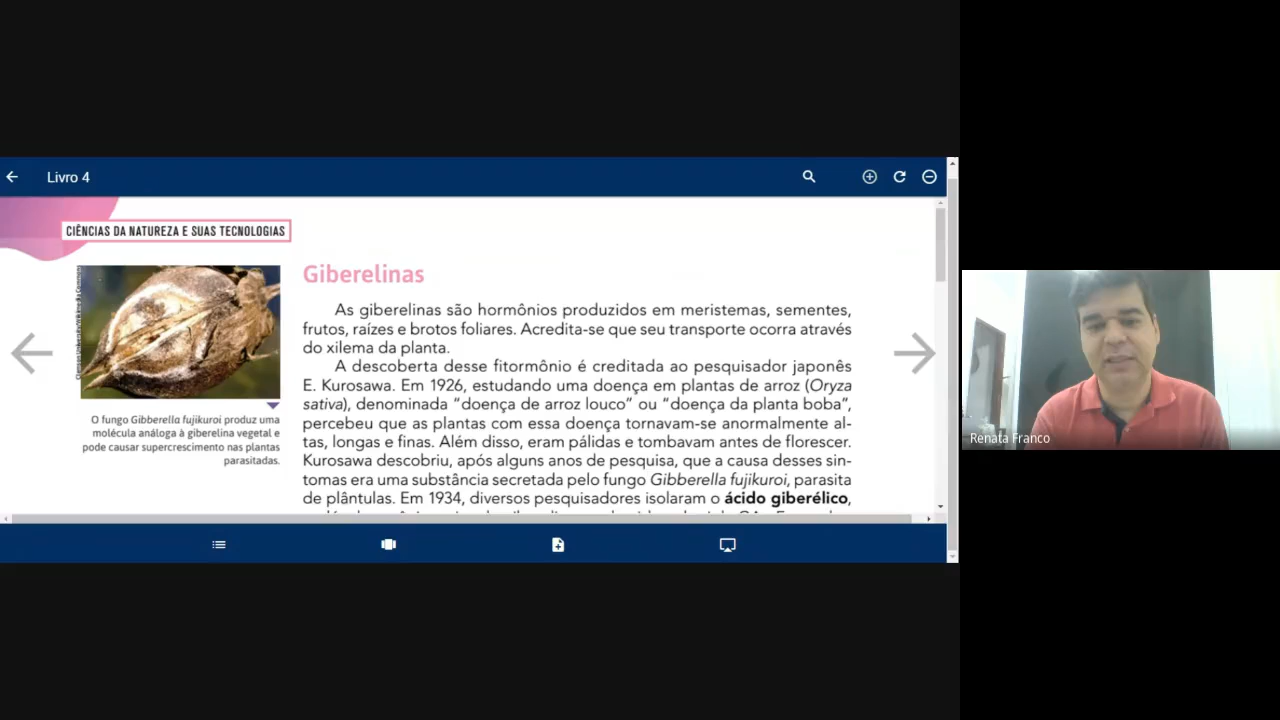 Livro 4
CIÊNCIAS DA NATUREZA E SUAS TECNOLOGIAS
Giberelinas
As giberelinas são hormônios produzidos em meristemas, sementes,
frutos, raízes e brotos foliares. Acredita-se que seu transporte ocorra através
do xilema da planta.
A descoberta desse fitormônio é creditada ao pesquisador japonês
E. Kurosawa. Em 1926, estudando uma doença em plantas de arroz (Oryza
sativa), denominada “doença de arroz louco” ou “doença da planta boba”,
percebeu que as plantas com essa doença tornavam-se anormalmente al-
tas, longas e finas. Além disso, eram pálidas e tombavam antes de florescer.
Kurosawa descobriu, após alguns anos de pesquisa, que a causa desses sin-
tomas era uma substância secretada pelo fungo Gibberella fujikuroi, parasita
de plântulas. Em 1934, diversos pesquisadores isolaram o ácido giberélico,
O fungo Gibberella fujikuroi produz uma
molécula análoga à giberelina vegetal e
pode causar supercrescimento nas plantas
parasitadas.
Renata Franco